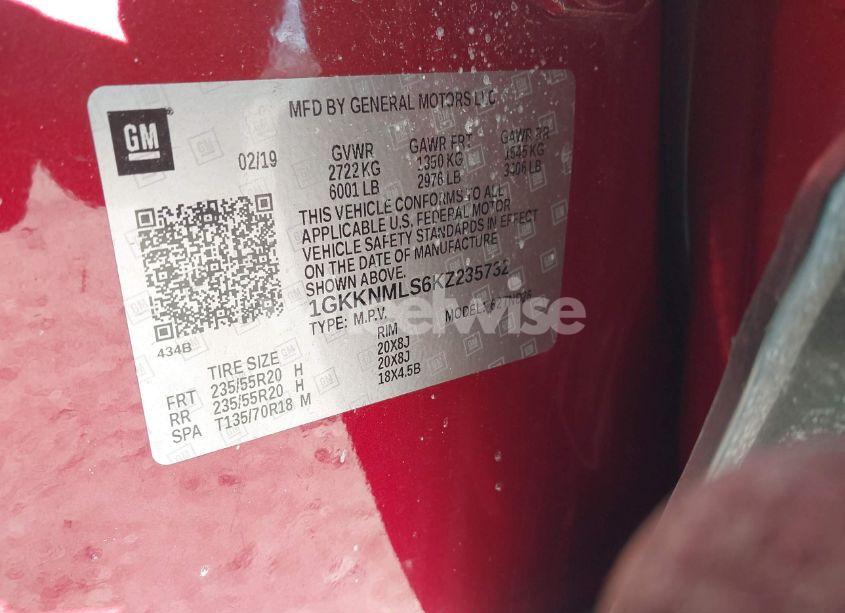 GM
MFD BY GENERAL MOTORS LLC
02/19
GVWR GAWR FRT GAWR RR
2722 KG 1350 KG 1545 KG
6001 LB 2976 LB 3406 LB
THIS VEHICLE CONFORMS TO ALL
APPLICABLE U.S. FEDERAL MOTOR
VEHICLE SAFETY STANDARDS IN EFFECT
ON THE DATE OF MANUFACTURE
SHOWN ABOVE.
1GKKNMLS6KZ235732
TYPE: M.P.V. MODEL:
434B
TIRE SIZE RIM
FRT 235/55R20 H 20X8J
RR 235/55R20 H 20X8J
SPA T135/70R18 M 18X4.5B